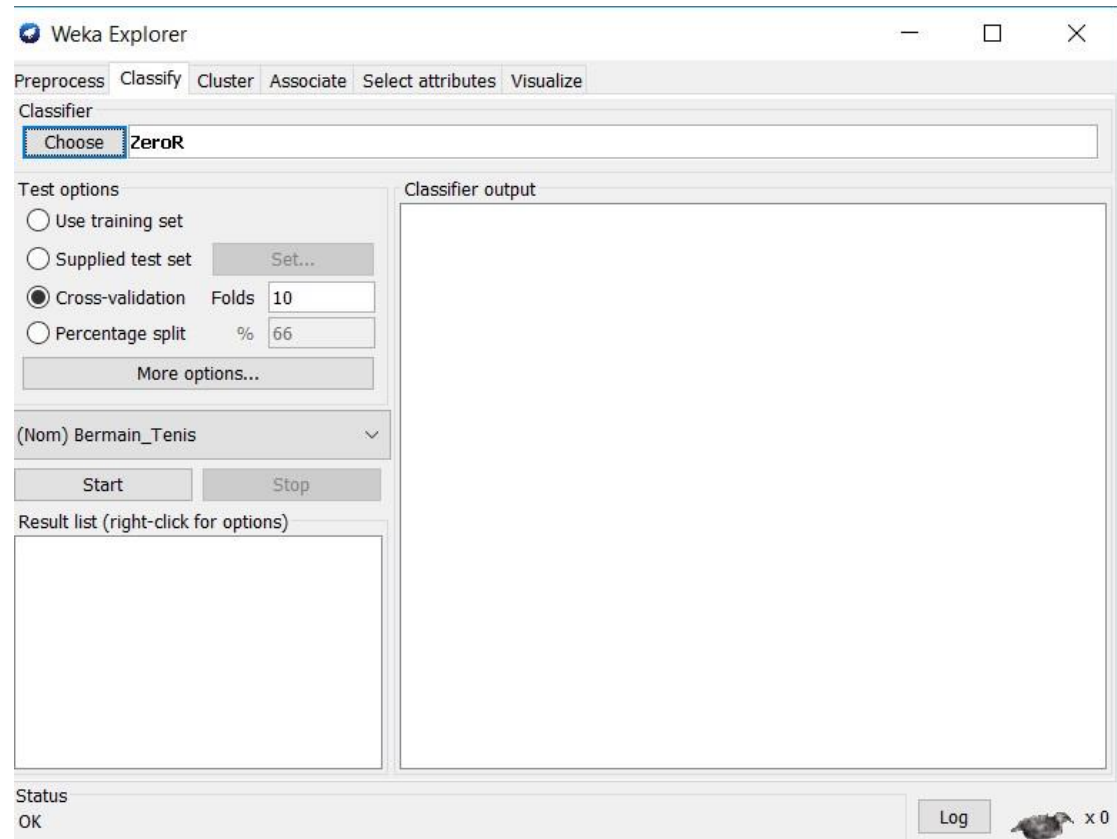 Weka Explorer
Preprocess Classify Cluster Associate Select attributes Visualize
Classifier
Choose ZeroR
Test options
Use training set
Supplied test set Set...
Cross-validation Folds 10
Percentage split % 66
More options...
(Nom) Bermain_Tenis
Start Stop
Result list (right-click for options)
Classifier output
Status
OK
Log x 0